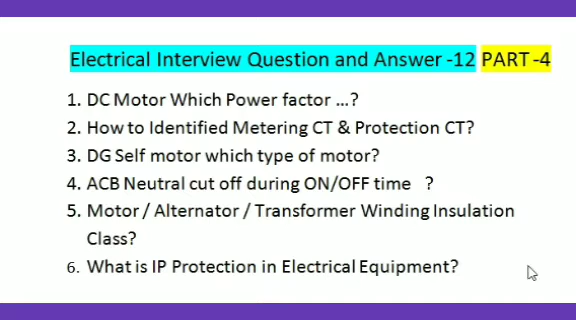 Electrical Interview Question and Answer -12 PART -4
1. DC Motor Which Power factor ...?
2. How to Identified Metering CT & Protection CT?
3. DG Self motor which type of motor?
4. ACB Neutral cut off during ON/OFF time ?
5. Motor / Alternator / Transformer Winding Insulation
Class?
6. What is IP Protection in Electrical Equipment?